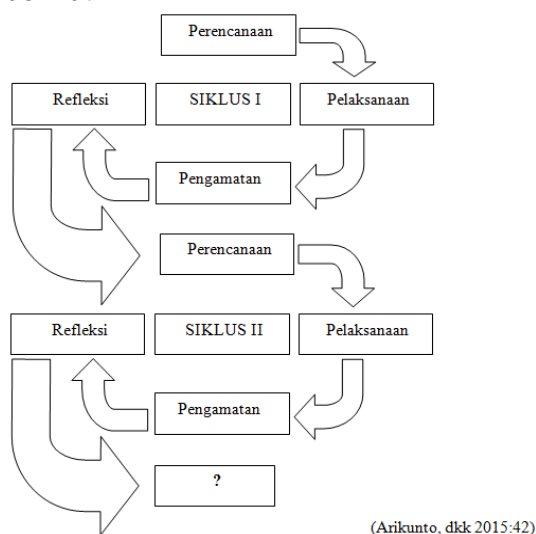 Perencanaan
Refleksi
SIKLUS I
Pelaksanaan
Pengamatan
Perencanaan
Refleksi
SIKLUS II
Pelaksanaan
Pengamatan
?
(Arikunto, dkk 2015:42)